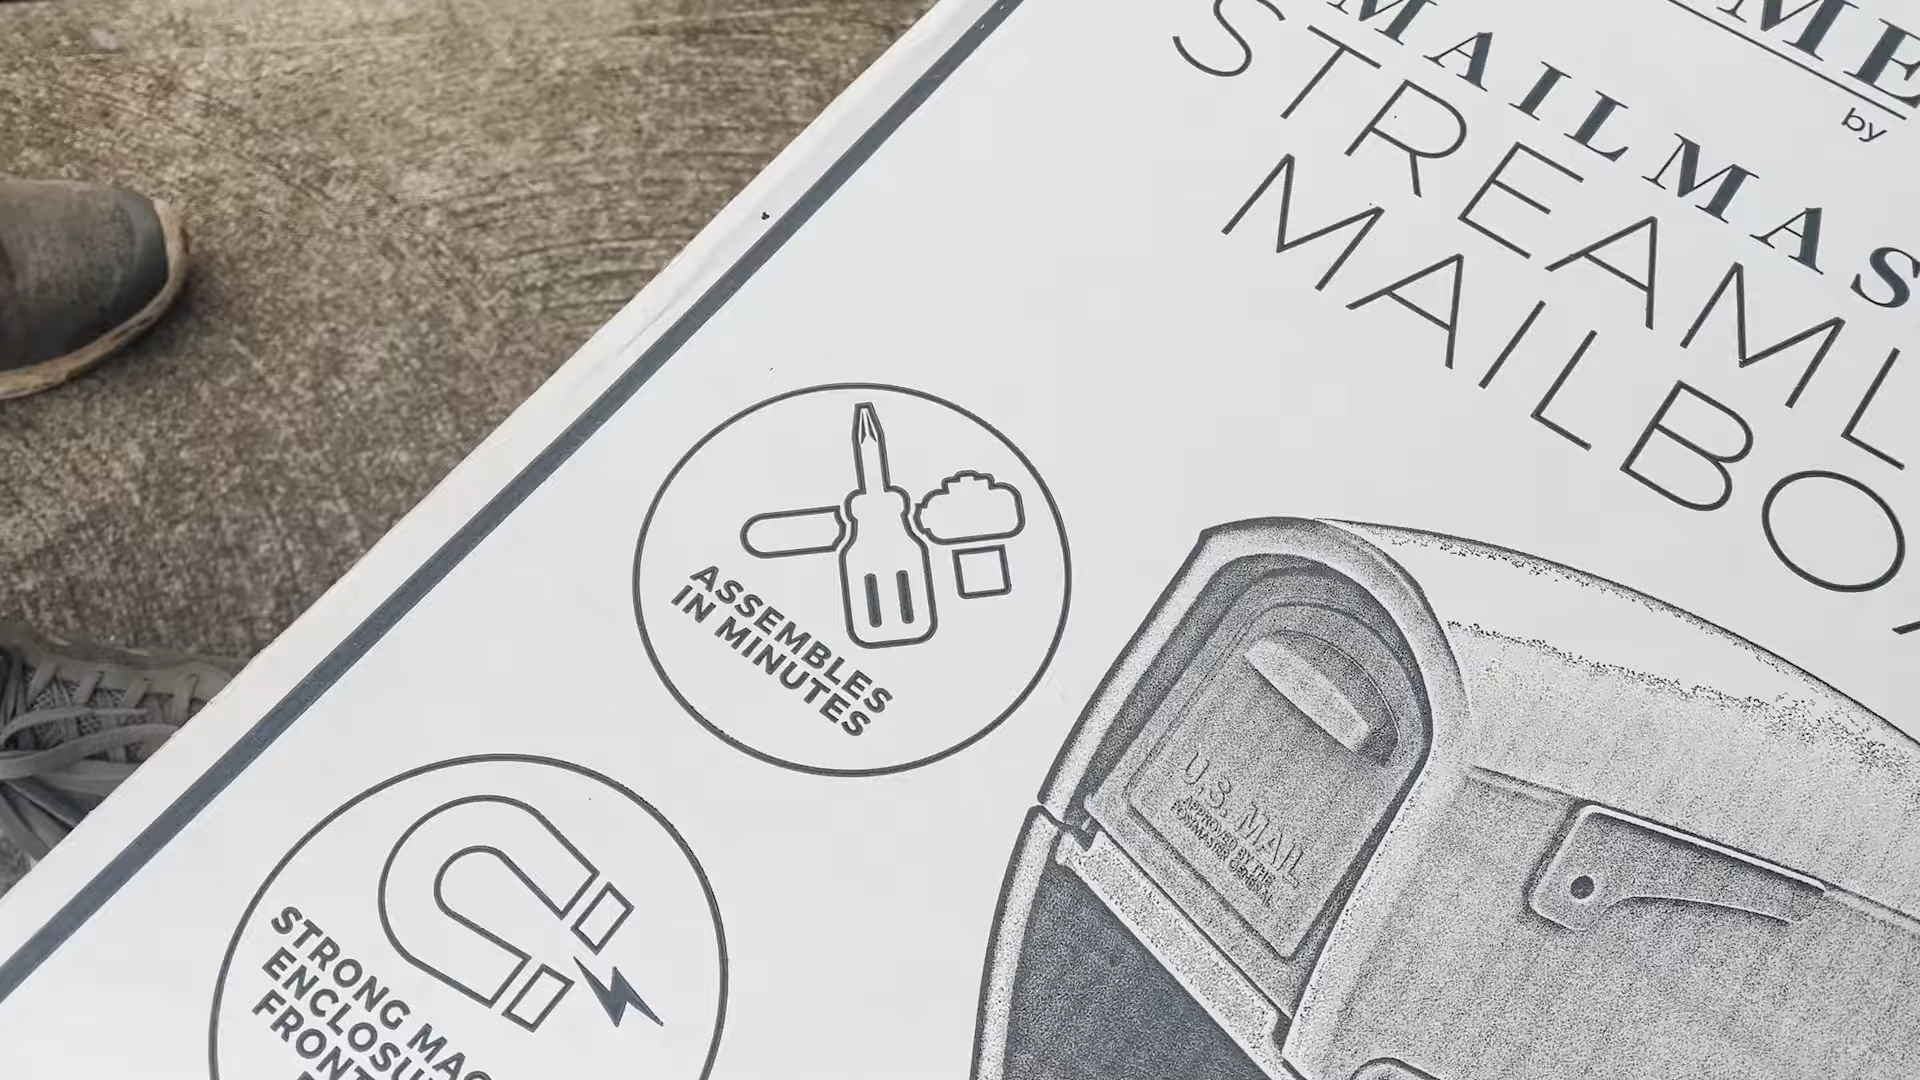 by
MAILMAS
STREAML
MAILBO
ASSEMBLES
IN MINUTES
U.S. MAIL
APPROVED BY THE
POSTMASTER GENERAL
STRONG MAG
ENCLOSU
FRONT